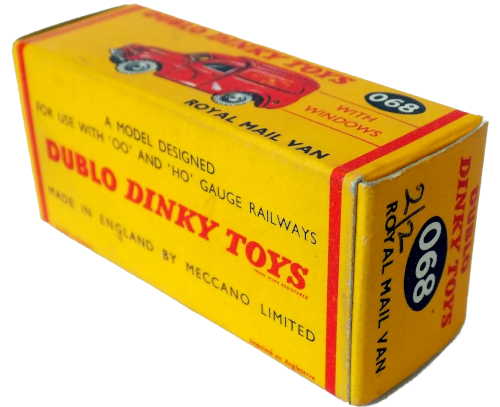 DUBLO DINKY TOYS
WITH
WINDOWS
068
ROYAL MAIL VAN
A MODEL DESIGNED
FOR USE WITH 'OO' AND 'HO' GAUGE RAILWAYS
DUBLO DINKY TOYS
MADE IN ENGLAND BY MECCANO LIMITED
DUBLO
DINKY TOYS
2/2
068
ROYAL MAIL VAN